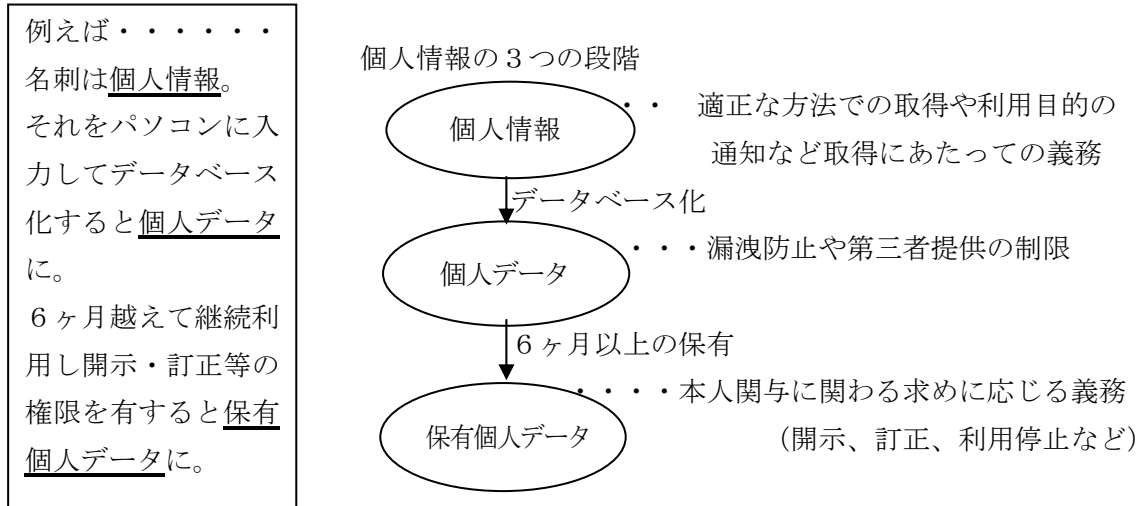 例えば・・・・・・
名刺は個人情報。
それをパソコンに入
力してデータベース
化すると個人データ
に。
６ヶ月越えて継続利
用し開示・訂正等の
権限を有すると保有
個人データに。
個人情報の３つの段階
個人情報
・・　適正な方法での取得や利用目的の
通知など取得にあたっての義務
データベース化
個人データ
・・・漏洩防止や第三者提供の制限
６ヶ月以上の保有
保有個人データ
・・・・本人関与に関わる求めに応じる義務
（開示、訂正、利用停止など）